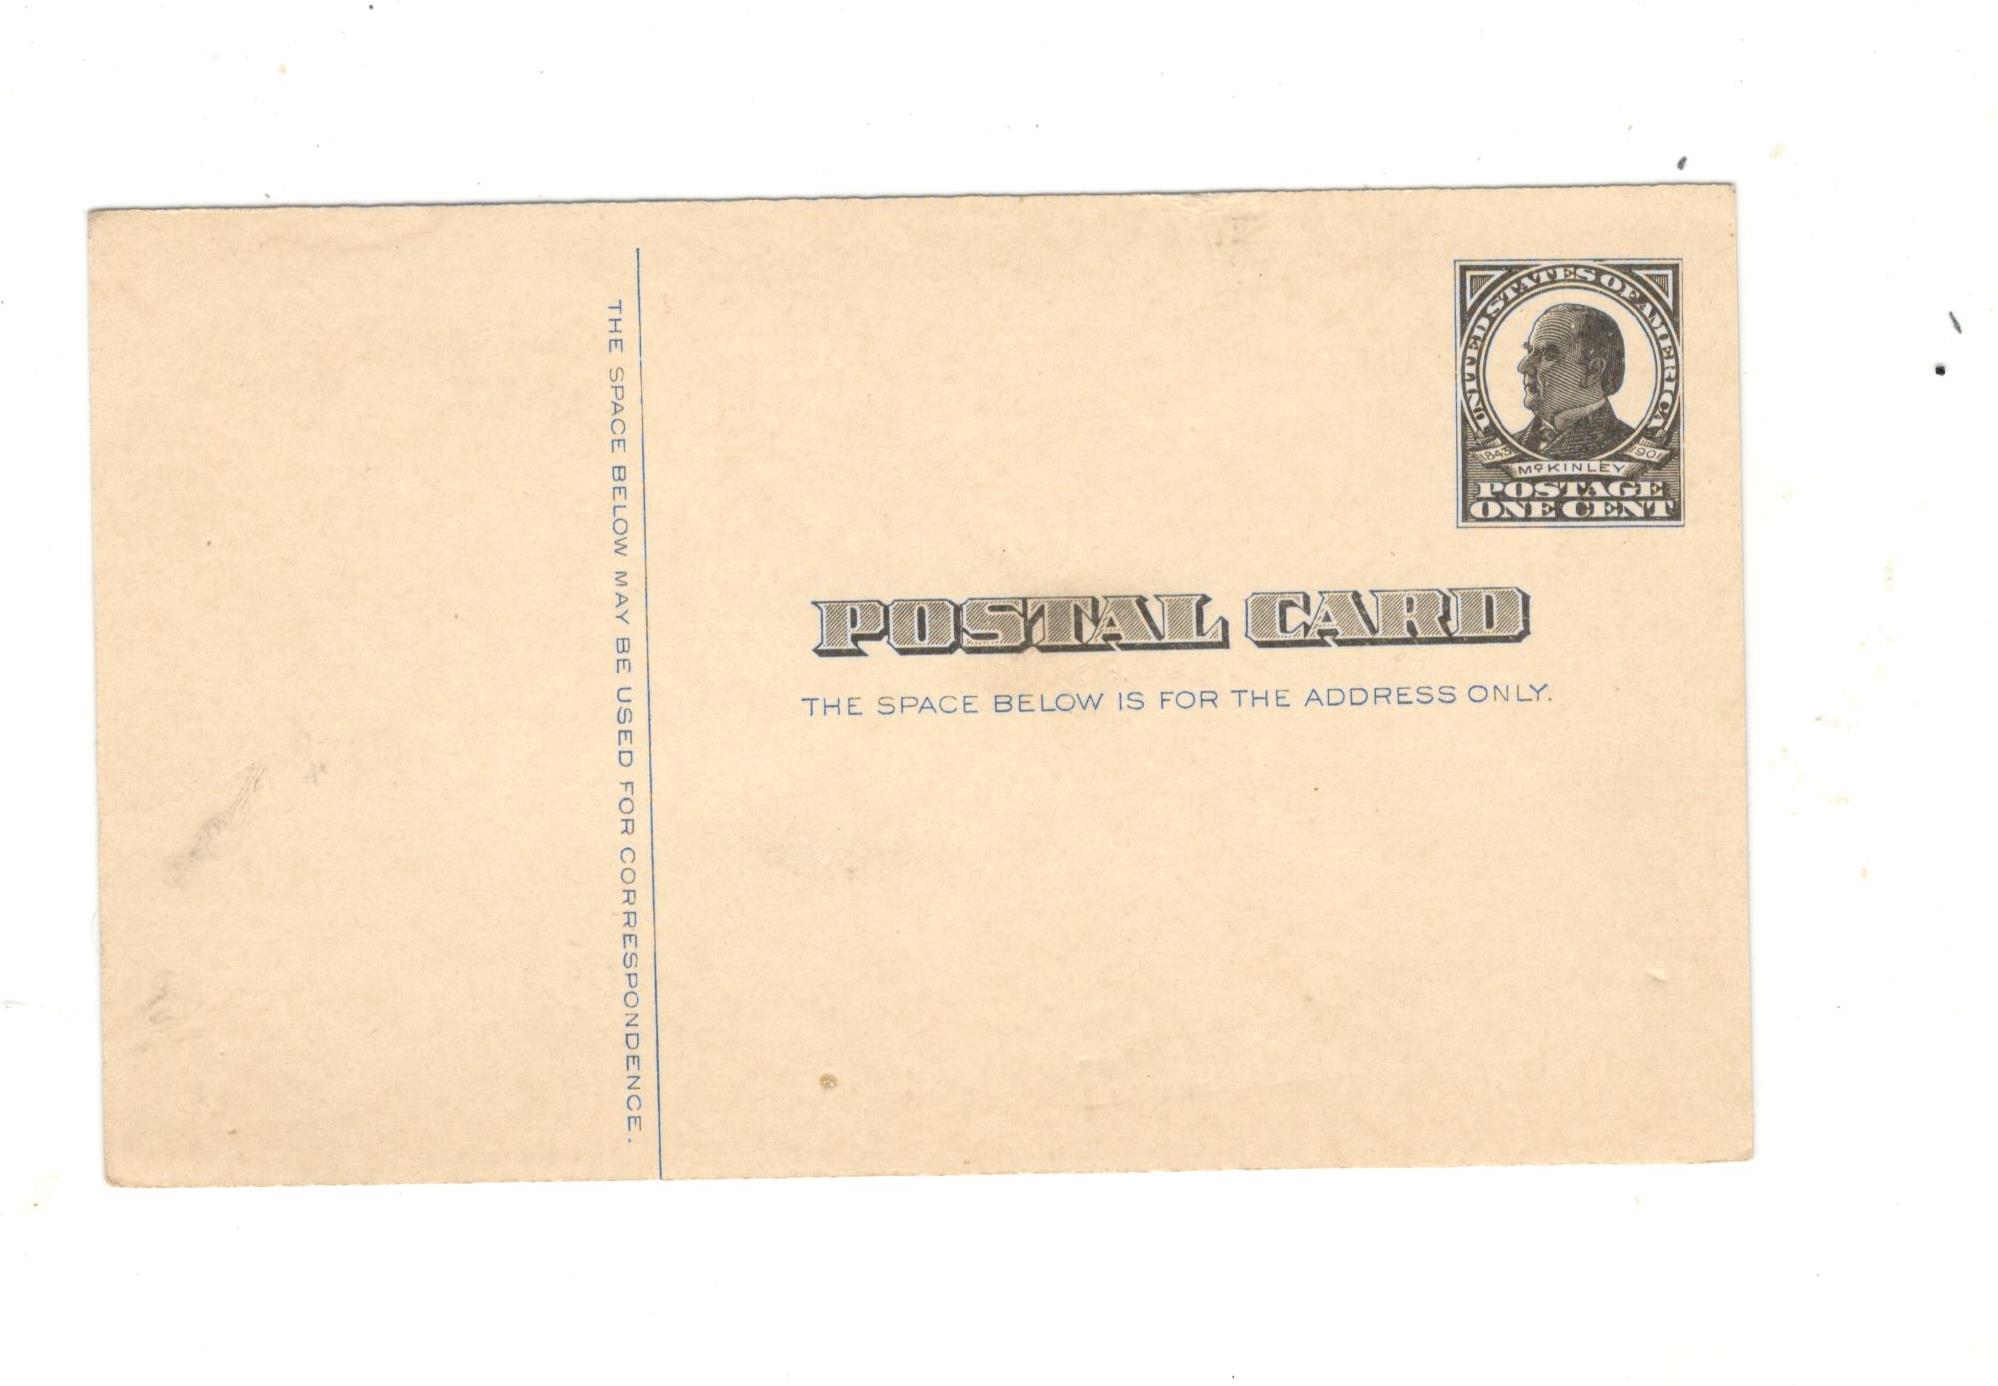 THE SPACE BELOW MAY BE USED FOR CORRESPONDENCE.
UNITED STATES OF AMERICA
1843 1901
McKINLEY
POSTAGE
ONE CENT
POSTAL CARD
THE SPACE BELOW IS FOR THE ADDRESS ONLY.